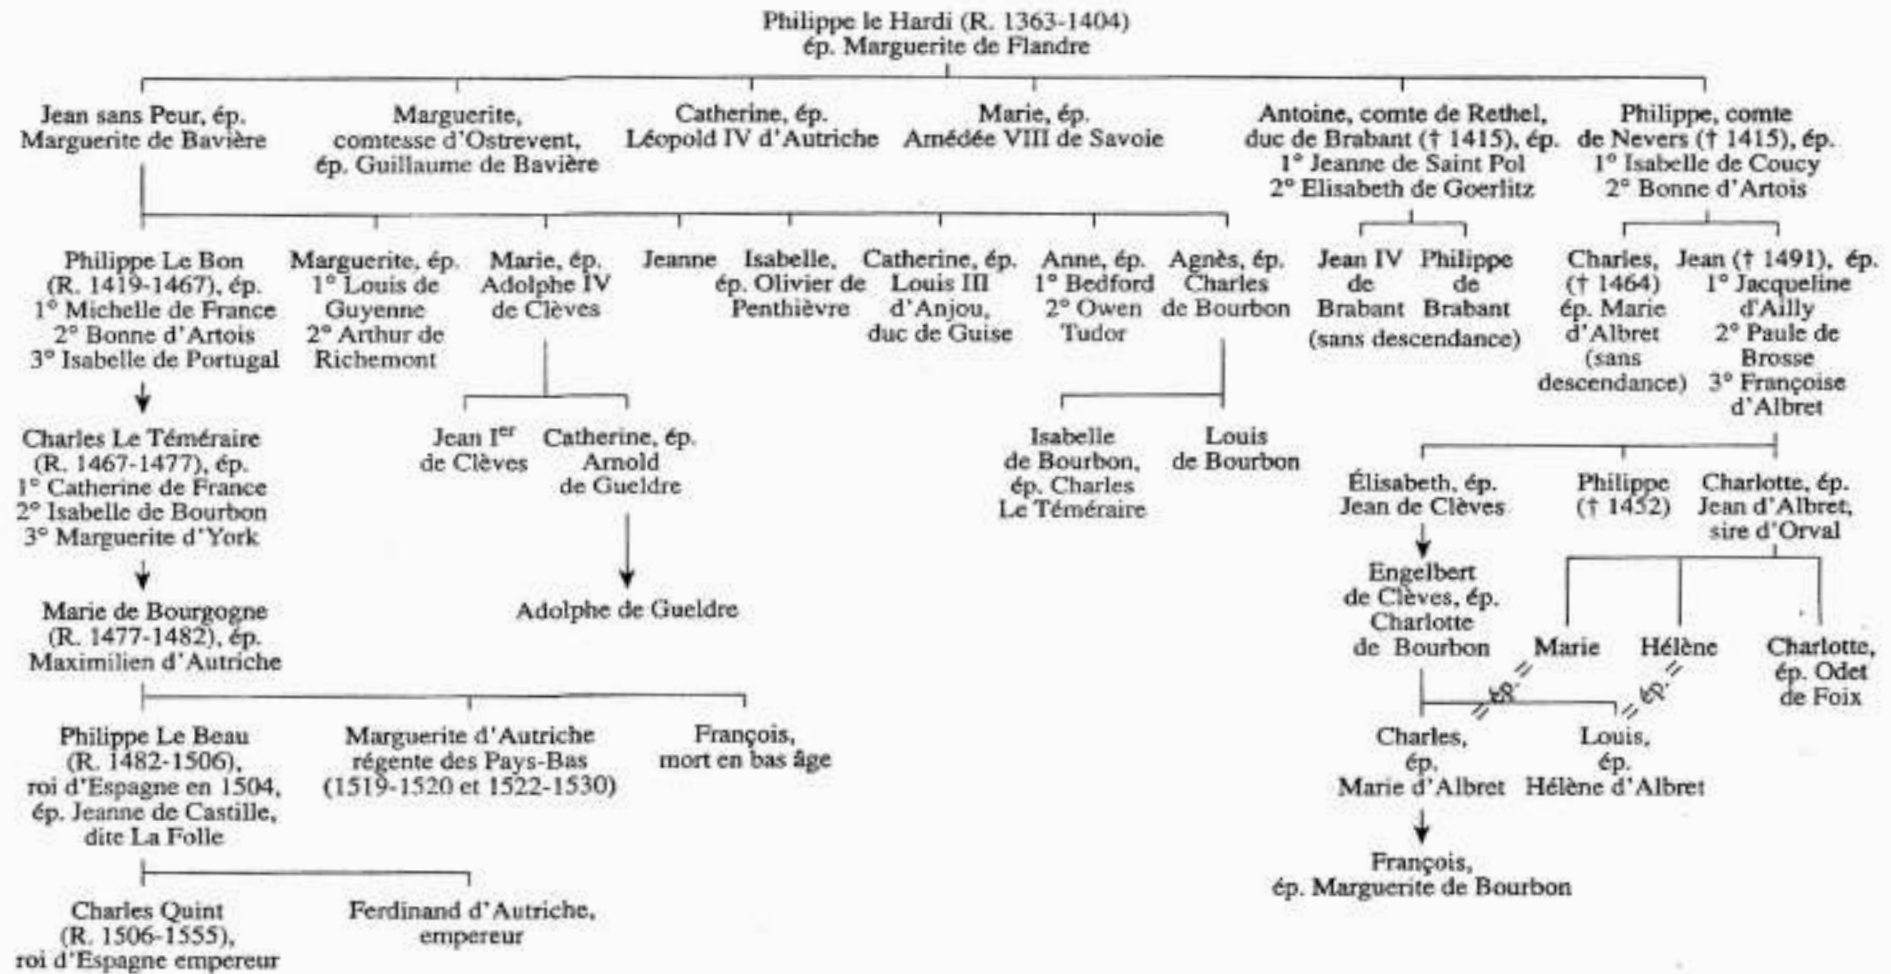 Philippe le Hardi (R. 1363-1404)
ép. Marguerite de Flandre
Jean sans Peur, ép.
Marguerite de Bavière
Marguerite,
comtesse d'Ostrevent,
ép. Guillaume de Bavière
Catherine, ép.
Léopold IV d'Autriche
Marie, ép.
Amédée VIII de Savoie
Antoine, comte de Rethel,
duc de Brabant († 1415), ép.
1° Jeanne de Saint Pol
2° Elisabeth de Goerlitz
Philippe, comte
de Nevers († 1415), ép.
1° Isabelle de Coucy
2° Bonne d'Artois
Philippe Le Bon
(R. 1419-1467), ép.
1° Michelle de France
2° Bonne d'Artois
3° Isabelle de Portugal
Marguerite, ép.
1° Louis de
Guyenne
2° Arthur de
Richemont
Marie, ép.
Adolphe IV
de Clèves
Jeanne
Isabelle,
ép. Olivier de
Penthièvre
Catherine, ép.
Louis III
d'Anjou,
duc de Guise
Anne, ép.
1° Bedford
2° Owen
Tudor
Agnès, ép.
Charles
de Bourbon
Jean IV
de
Brabant
Philippe
de
Brabant
(sans descendance)
Charles,
(† 1464)
ép. Marie
d'Albret
(sans
descendance)
Jean († 1491), ép.
1° Jacqueline
d'Ailly
2° Paule de
Brosse
3° Françoise
d'Albret
Charles Le Téméraire
(R. 1467-1477), ép.
1° Catherine de France
2° Isabelle de Bourbon
3° Marguerite d'York
Jean Ier
de Clèves
Catherine, ép.
Arnold
de Gueldre
Isabelle
de Bourbon,
ép. Charles
Le Téméraire
Louis
de Bourbon
Élisabeth, ép.
Jean de Clèves
Philippe
(† 1452)
Charlotte, ép.
Jean d'Albret,
sire d'Orval
Marie de Bourgogne
(R. 1477-1482), ép.
Maximilien d'Autriche
Adolphe de Gueldre
Engelbert
de Clèves, ép.
Charlotte
de Bourbon
Marie
Hélène
Charlotte,
ép. Odet
de Foix
= ép. =
= ép. =
Philippe Le Beau
(R. 1482-1506),
roi d'Espagne en 1504,
ép. Jeanne de Castille,
dite La Folle
Marguerite d'Autriche
régente des Pays-Bas
(1519-1520 et 1522-1530)
François,
mort en bas âge
Charles,
ép.
Marie d'Albret
Louis,
ép.
Hélène d'Albret
François,
ép. Marguerite de Bourbon
Charles Quint
(R. 1506-1555),
roi d'Espagne empereur
Ferdinand d'Autriche,
empereur